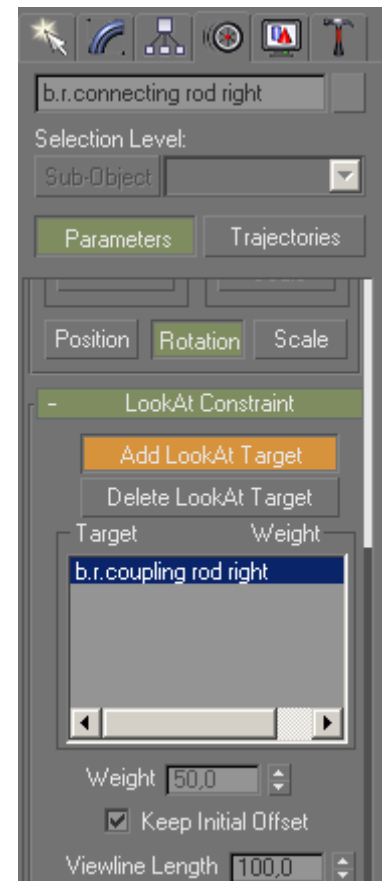 b.r.connecting rod right
Selection Level:
Sub-Object
Parameters Trajectories
Position Rotation Scale
- LookAt Constraint
Add LookAt Target
Delete LookAt Target
Target Weight
b.r.coupling rod right
Weight 50,0
Keep Initial Offset
Viewline Length 100,0